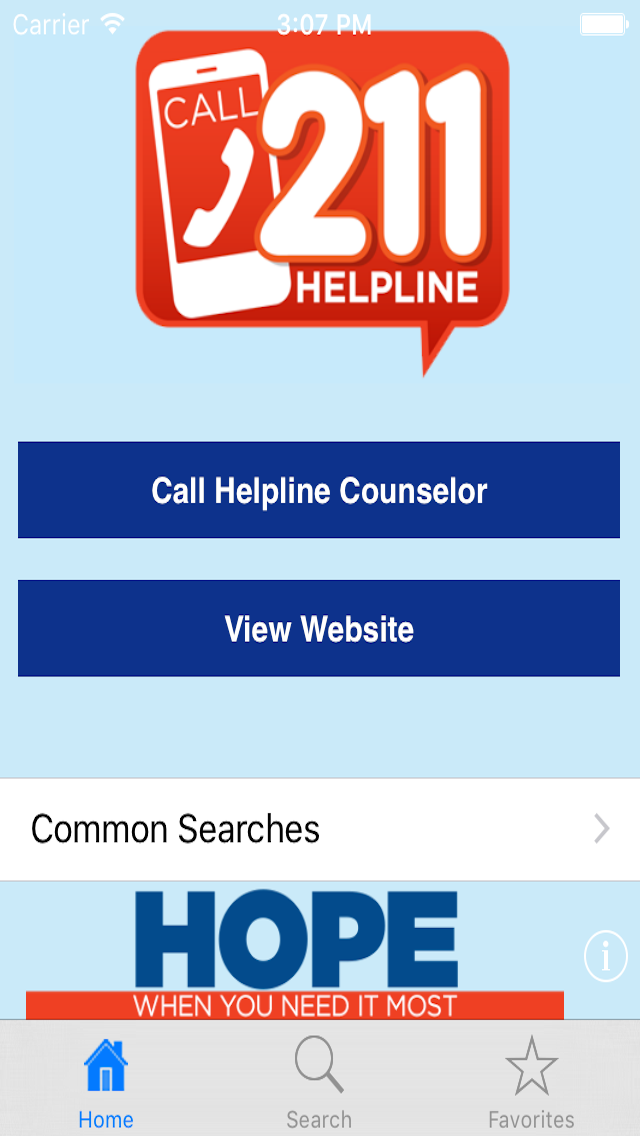 Carrier 3:07 PM
CALL
211
HELPLINE
Call Helpline Counselor
View Website
Common Searches
HOPE
i
WHEN YOU NEED IT MOST
Home Search Favorites